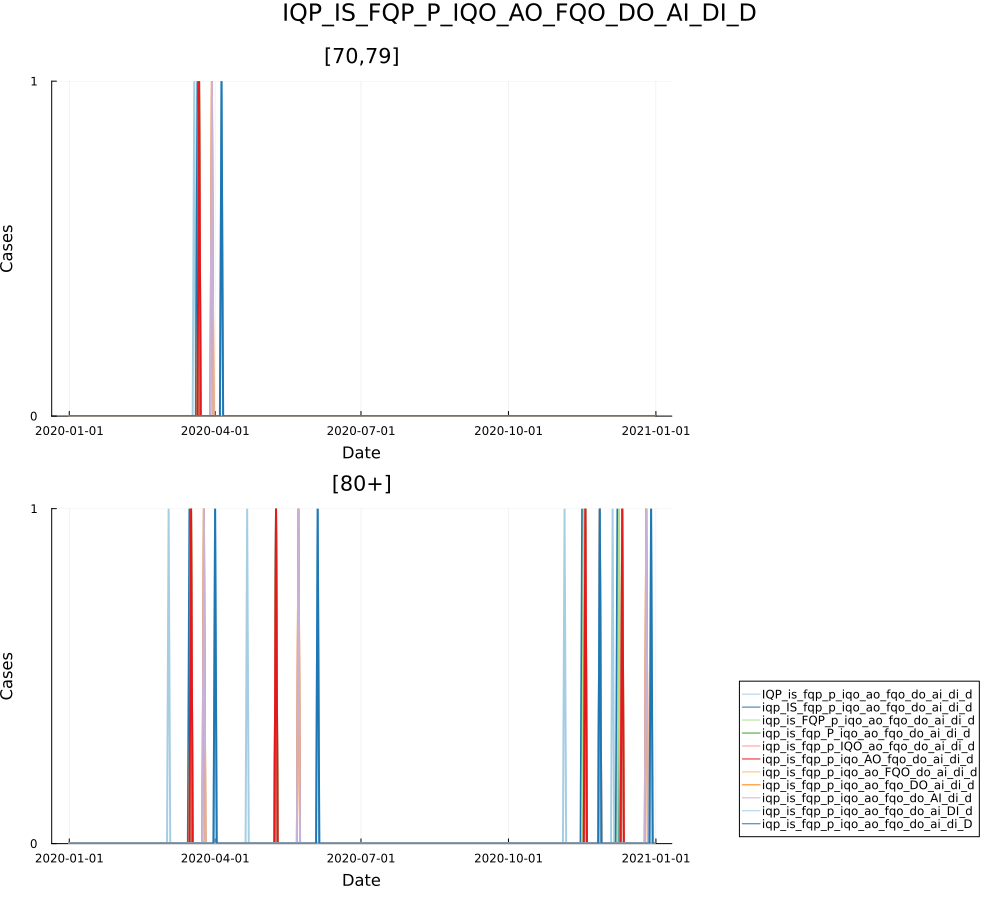 IQP_IS_FQP_P_IQO_AO_FQO_DO_AI_DI_D
[70,79]
1
Cases
0
2020-01-01 2020-04-01 2020-07-01 2020-10-01 2021-01-01
Date
[80+]
1
Cases
0
2020-01-01 2020-04-01 2020-07-01 2020-10-01 2021-01-01
Date
IQP_is_fqp_p_iqo_ao_fqo_do_ai_di_d
iqp_IS_fqp_p_iqo_ao_fqo_do_ai_di_d
iqp_is_FQP_p_iqo_ao_fqo_do_ai_di_d
iqp_is_fqp_P_iqo_ao_fqo_do_ai_di_d
iqp_is_fqp_p_IQO_ao_fqo_do_ai_di_d
iqp_is_fqp_p_iqo_AO_fqo_do_ai_di_d
iqp_is_fqp_p_iqo_ao_FQO_do_ai_di_d
iqp_is_fqp_p_iqo_ao_fqo_DO_ai_di_d
iqp_is_fqp_p_iqo_ao_fqo_do_AI_di_d
iqp_is_fqp_p_iqo_ao_fqo_do_ai_DI_d
iqp_is_fqp_p_iqo_ao_fqo_do_ai_di_D